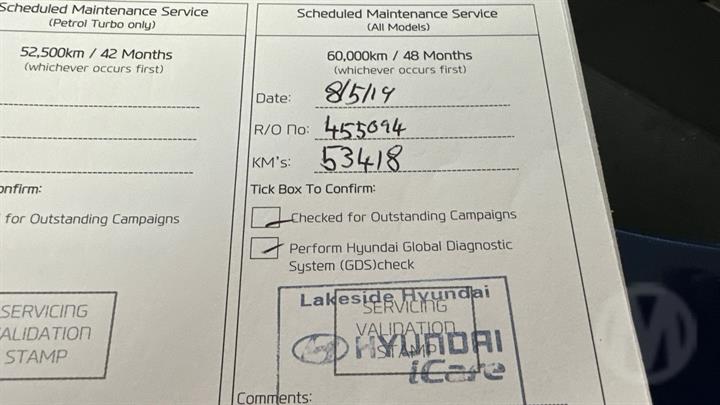 Scheduled Maintenance Service
(Petrol Turbo only)
52,500km / 42 Months
(whichever occurs first)
onfirm:
for Outstanding Campaigns
SERVICING
ALIDATION
STAMP
Scheduled Maintenance Service
(All Models)
60,000km / 48 Months
(whichever occurs first)
Date: 8/5/19
R/O no: 455094
KM's: 53418
Tick Box To Confirm:
Checked for Outstanding Campaigns
Perform Hyundai Global Diagnostic
System (GDS)check
Lakeside Hyundai
SERVICING
VALIDATION
STAMP
HYUNDAI
iCare
Comments:
M